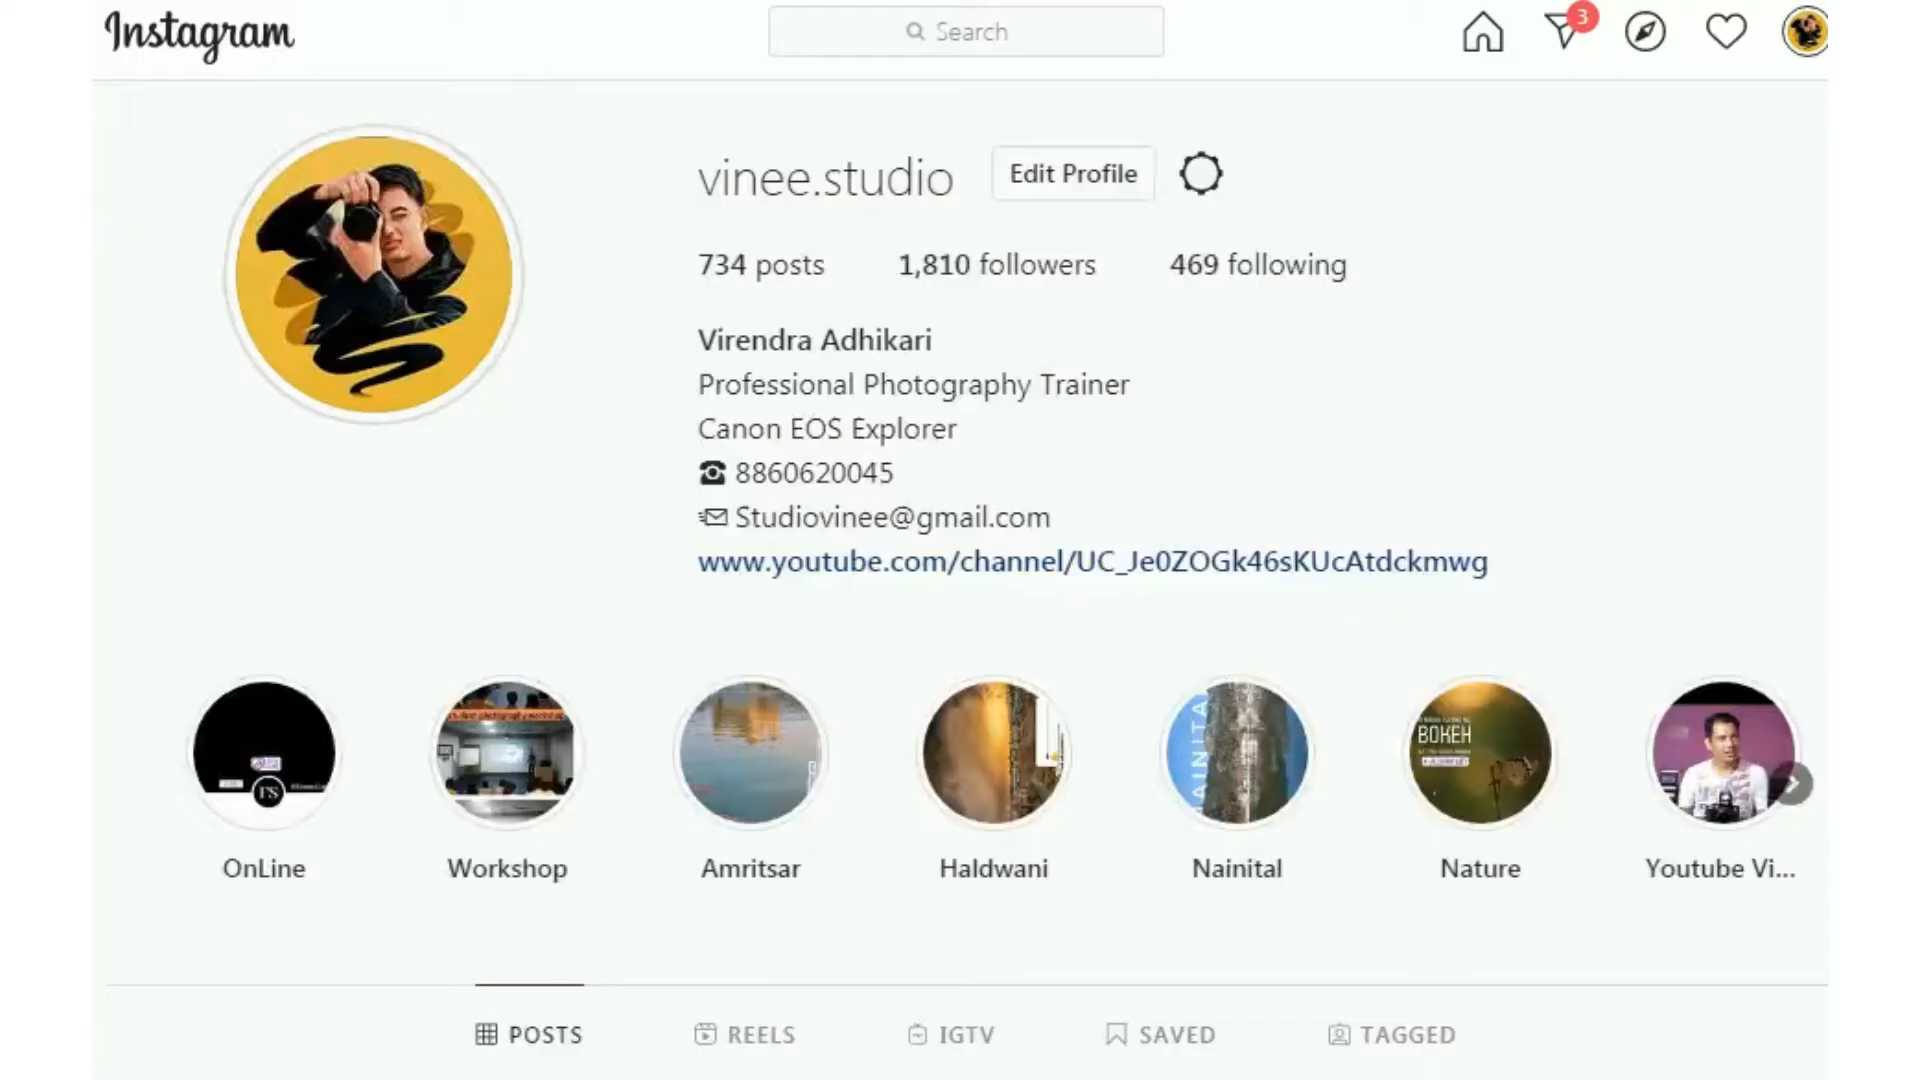 Instagram
Search
3
vinee.studio
Edit Profile
734 posts
1,810 followers
469 following
Virendra Adhikari
Professional Photography Trainer
Canon EOS Explorer
8860620045
Studiovinee@gmail.com
www.youtube.com/channel/UC_Je0ZOGk46sKUcAtdckmwg
NAINITA
BOKEH
OnLine
Workshop
Amritsar
Haldwani
Nainital
Nature
Youtube Vi...
POSTS
REELS
IGTV
SAVED
TAGGED